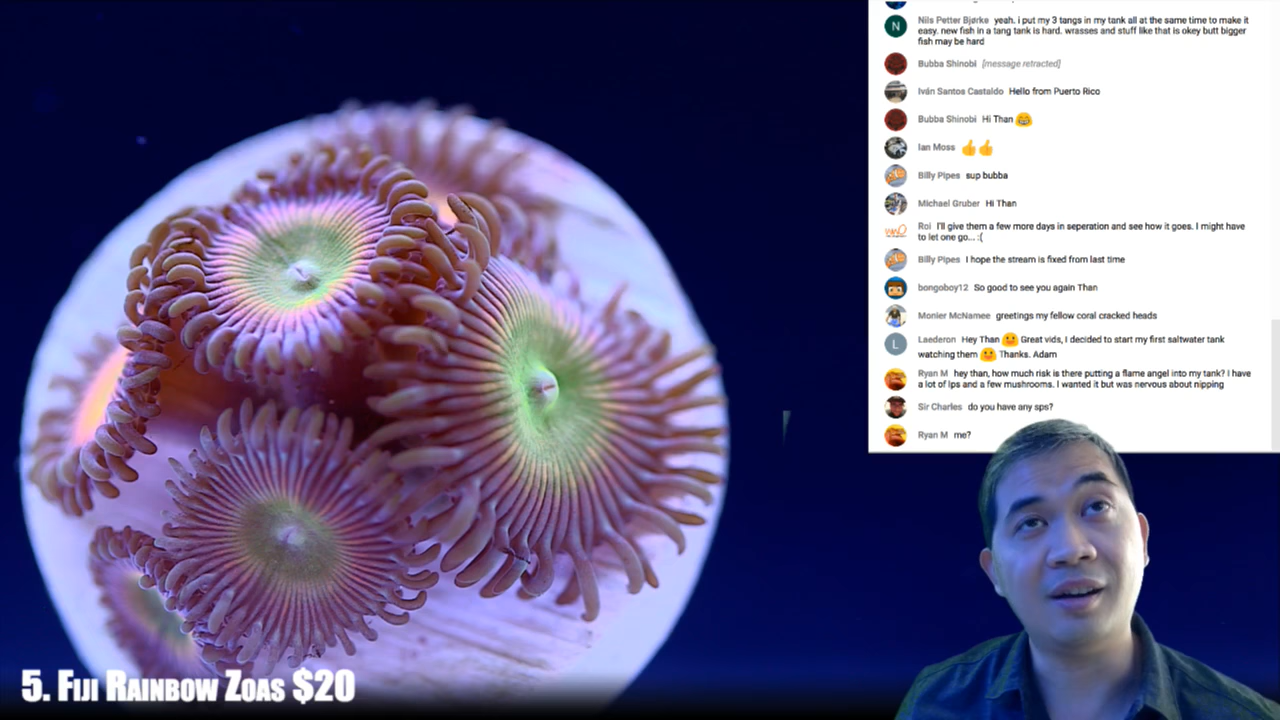 Nils Petter Bjørke yeah. i put my 3 tangs in my tank all at the same time to make it
easy. new fish in a tang tank is hard. wrasses and stuff like that is okey butt bigger
fish may be hard
Bubba Shinobi [message retracted]
Iván Santos Castaldo Hello from Puerto Rico
Bubba Shinobi Hi Than 😂
Ian Moss 👍👍
Billy Pipes sup bubba
Michael Gruber Hi Than
Roi I'll give them a few more days in seperation and see how it goes. I might have
to let one go... :(
Billy Pipes I hope the stream is fixed from last time
bongoboy12 So good to see you again Than
Monier McNamee greetings my fellow coral cracked heads
L
Laederon Hey Than 🙂 Great vids, I decided to start my first saltwater tank
watching them 🙂 Thanks. Adam
Ryan M hey than, how much risk is there putting a flame angel into my tank? I have
a lot of lps and a few mushrooms. I wanted it but was nervous about nipping
Sir Charles do you have any sps?
Ryan M me?
N
5. Fiji Rainbow Zoas $20